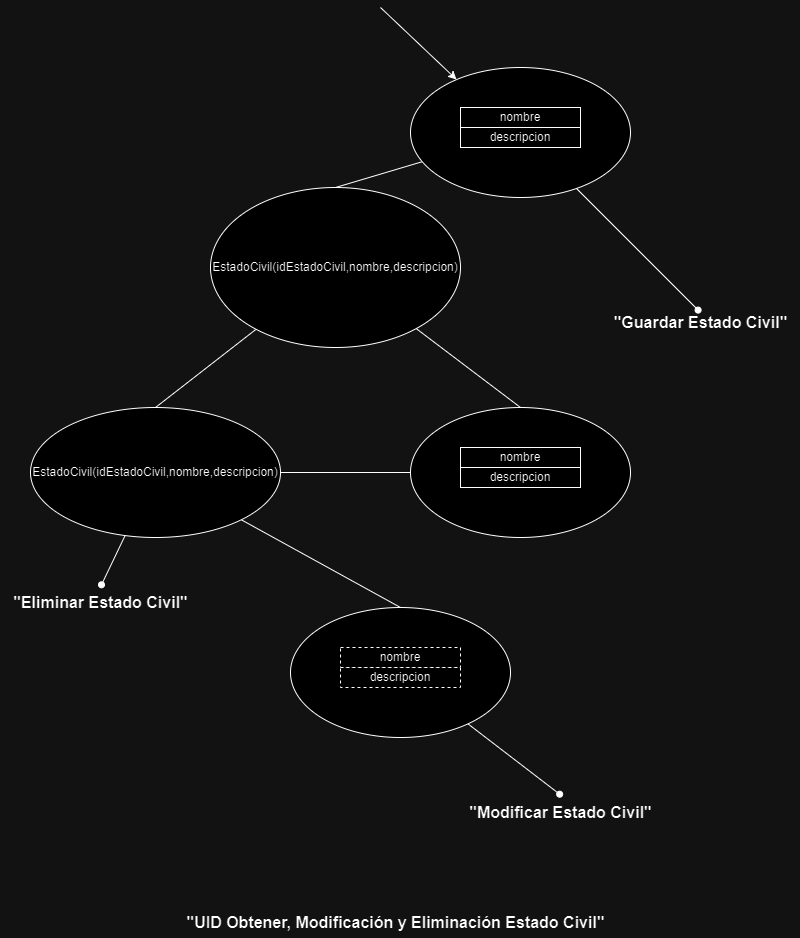 nombre
descripcion
EstadoCivil(idEstadoCivil,nombre,descripcion)
"Guardar Estado Civil"
EstadoCivil(idEstadoCivil,nombre,descripcion)
nombre
descripcion
"Eliminar Estado Civil"
nombre
descripcion
"Modificar Estado Civil"
"UID Obtener, Modificación y Eliminación Estado Civil"